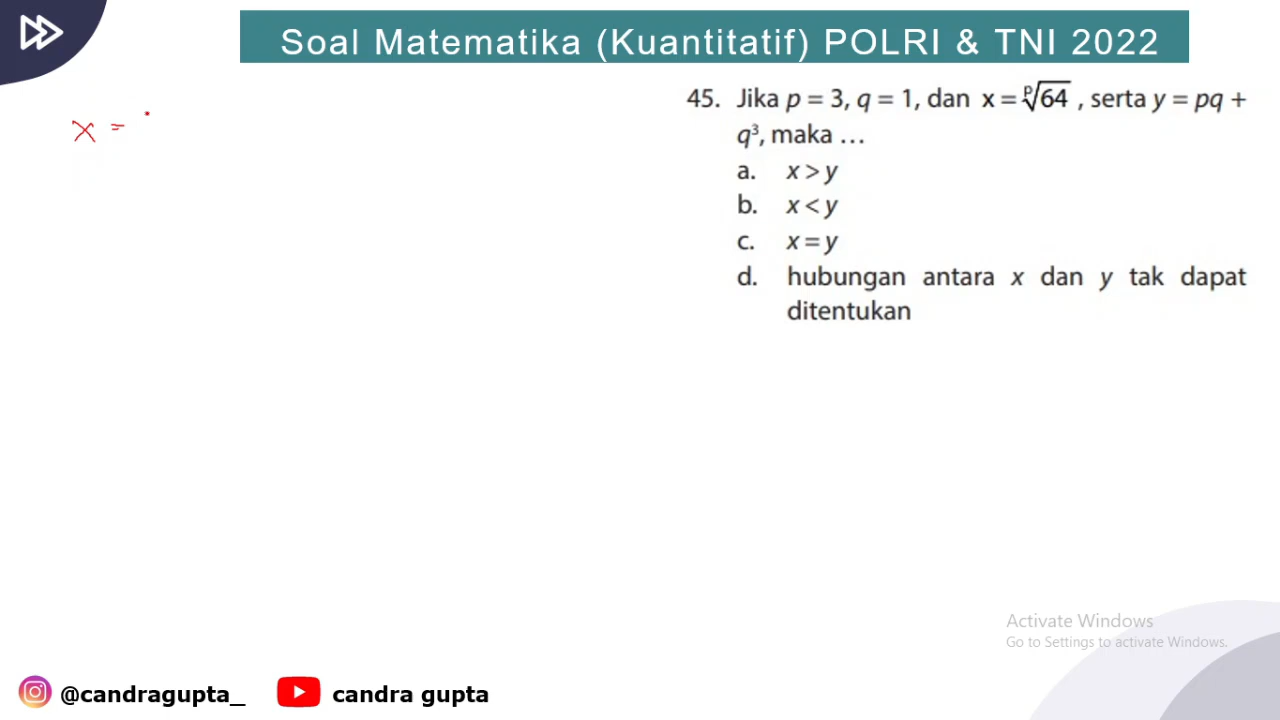 Soal Matematika (Kuantitatif) POLRI & TNI 2022
x =
45. Jika p = 3, q = 1, dan x = ᵖ√64 , serta y = pq +
q³, maka …
a. x > y
b. x < y
c. x = y
d. hubungan antara x dan y tak dapat
ditentukan
Activate Windows
Go to Settings to activate Windows.
@candragupta_ candra gupta